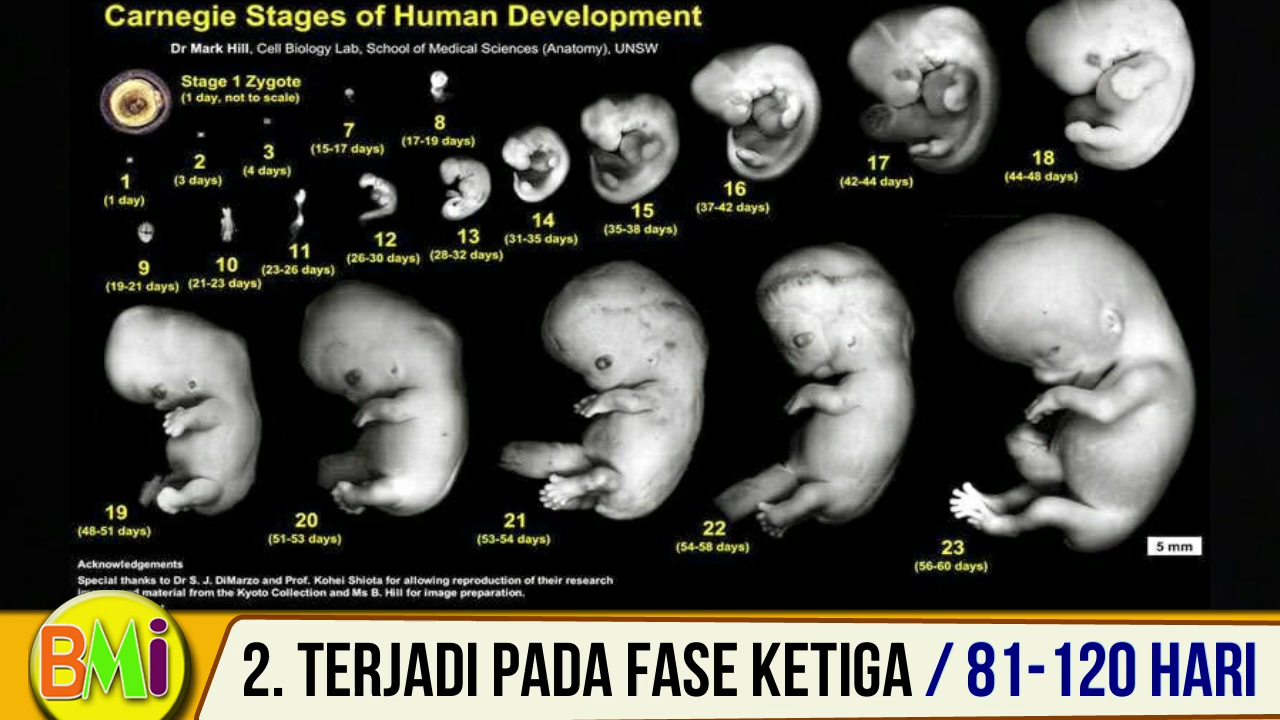 Carnegie Stages of Human Development
Dr Mark Hill, Cell Biology Lab, School of Medical Sciences (Anatomy), UNSW
Stage 1 Zygote
(1 day, not to scale)
1
(1 day)
2
(3 days)
3
(4 days)
7
(15-17 days)
8
(17-19 days)
9
(19-21 days)
10
(21-23 days)
11
(23-26 days)
12
(26-30 days)
13
(28-32 days)
14
(31-35 days)
15
(35-38 days)
16
(37-42 days)
17
(42-44 days)
18
(44-48 days)
19
(48-51 days)
20
(51-53 days)
21
(53-54 days)
22
(54-58 days)
23
(56-60 days)
5 mm
Acknowledgements
Special thanks to Dr S. J. DiMarzo and Prof. Kohei Shiota for allowing reproduction of their research
material from the Kyoto Collection and Ms B. Hill for image preparation.
BMi
2. TERJADI PADA FASE KETIGA / 81-120 HARI